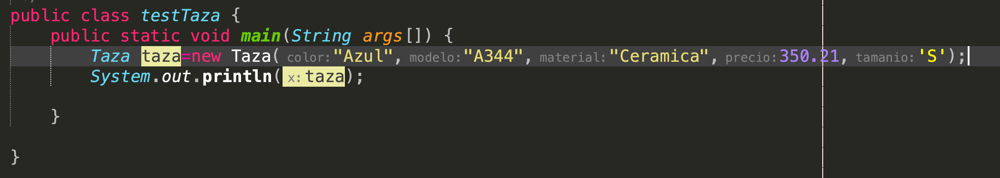 public class testTaza {
    public static void main(String args[]) {
        Taza taza=new Taza( color: "Azul", modelo: "A344", material: "Ceramica", precio: 350.21, tamanio: 'S');
        System.out.println( x: taza);
    }
}